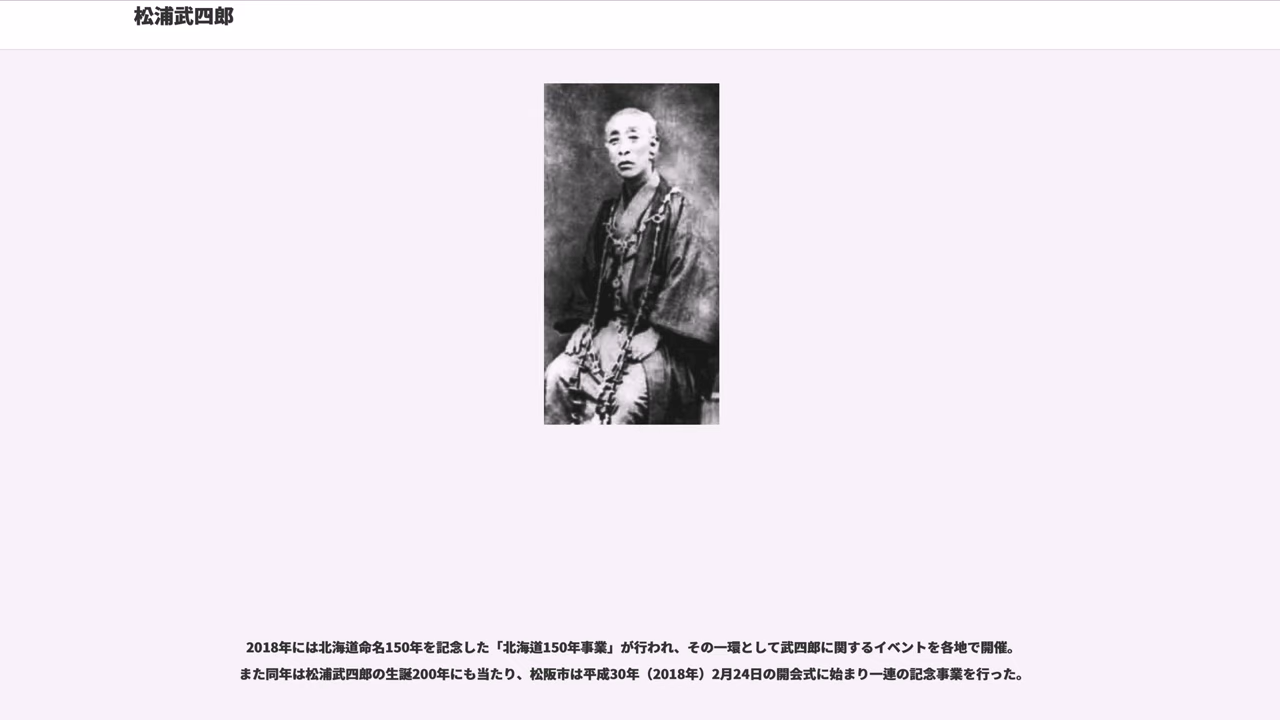 松浦武四郎
2018年には北海道命名150年を記念した「北海道150年事業」が行われ、その一環として武四郎に関するイベントを各地で開催。
また同年は松浦武四郎の生誕200年にも当たり、松阪市は平成30年（2018年）2月24日の開会式に始まり一連の記念事業を行った。